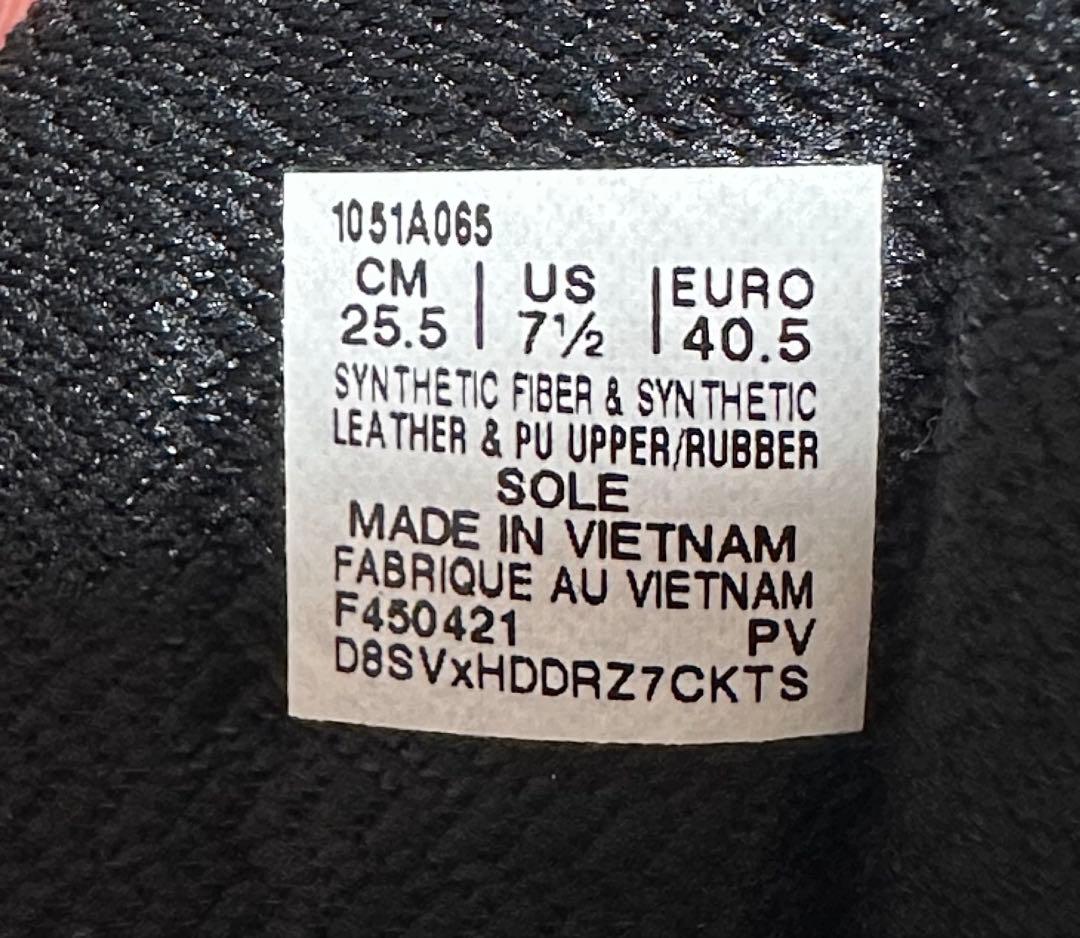 1051A065
CM | US | EURO
25.5 | 7½ | 40.5
SYNTHETIC FIBER & SYNTHETIC
LEATHER & PU UPPER/RUBBER
SOLE
MADE IN VIETNAM
FABRIQUE AU VIETNAM
F450421 PV
D8SVxHDDRZ7CKTS